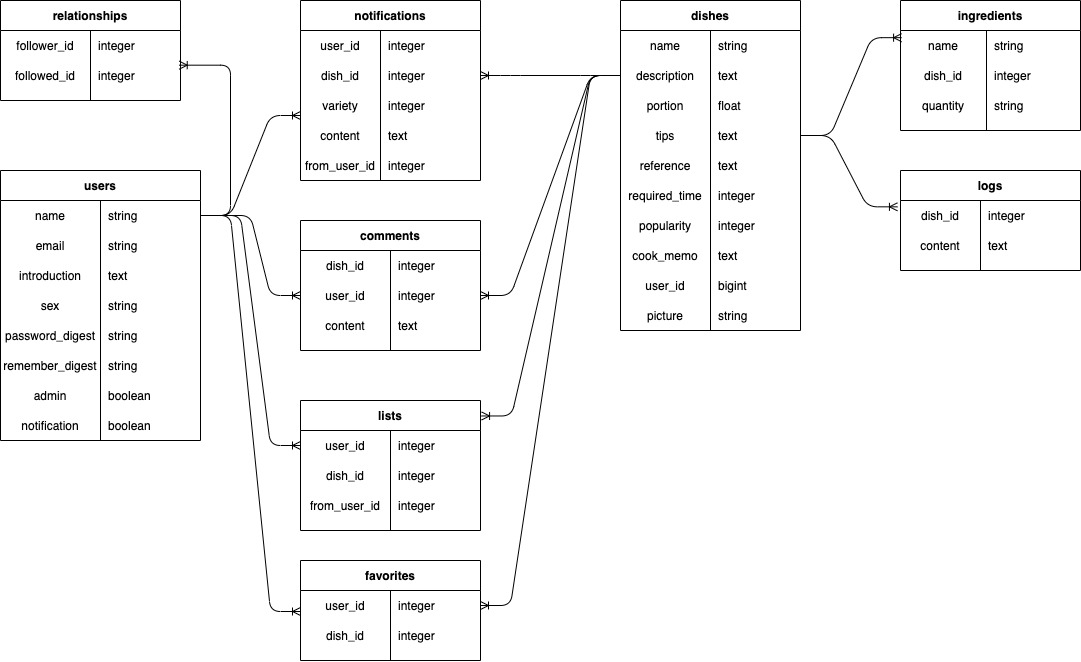 relationships
follower_id integer
followed_id integer
users
name string
email string
introduction text
sex string
password_digest string
remember_digest string
admin boolean
notification boolean
notifications
user_id integer
dish_id integer
variety integer
content text
from_user_id integer
comments
dish_id integer
user_id integer
content text
lists
user_id integer
dish_id integer
from_user_id integer
favorites
user_id integer
dish_id integer
dishes
name string
description text
portion float
tips text
reference text
required_time integer
popularity integer
cook_memo text
user_id bigint
picture string
ingredients
name string
dish_id integer
quantity string
logs
dish_id integer
content text